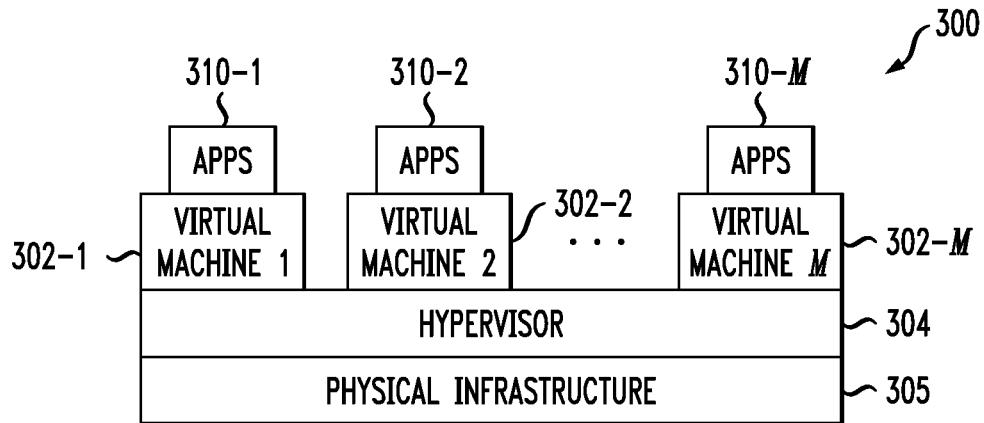 300
310-1 310-2 310-M
APPS APPS APPS
302-1 VIRTUAL MACHINE 1 VIRTUAL MACHINE 2 302-2 . . . VIRTUAL MACHINE M 302-M
HYPERVISOR 304
PHYSICAL INFRASTRUCTURE 305